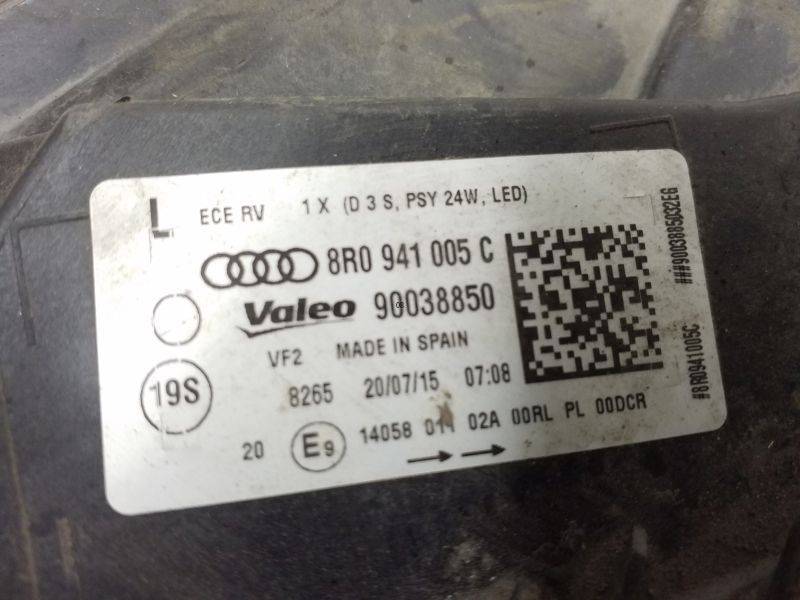 L ECE RV 1 X (D 3 S, PSY 24W, LED)
8R0 941 005 C
Valeo 90038850
VF2 MADE IN SPAIN
19S
8265 20/07/15 07:08
20 E9 14058 02A 00RL PL 00DCR
#8R0941005C